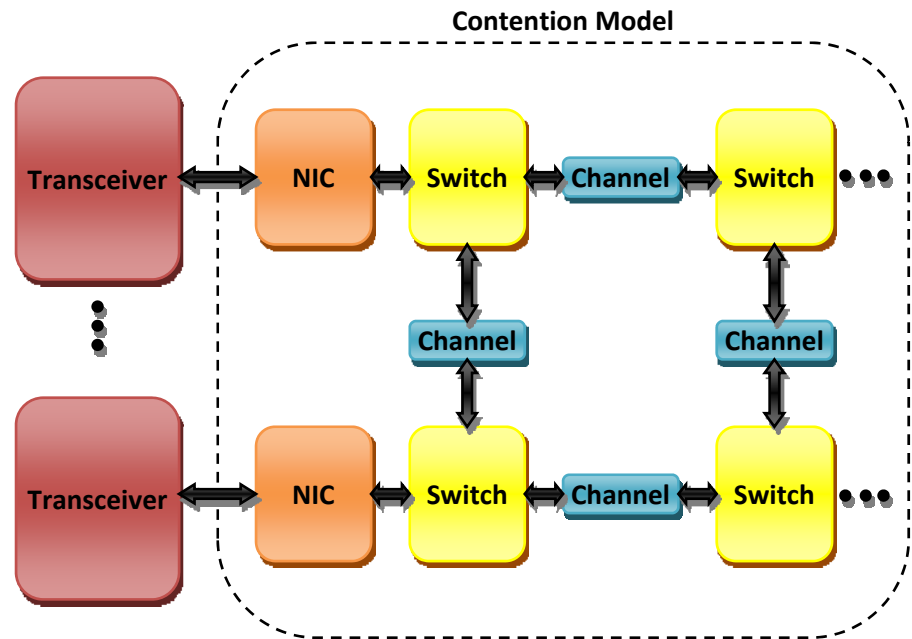 Contention Model
Transceiver
NIC
Switch
Channel
Switch
Channel
Channel
Transceiver
NIC
Switch
Channel
Switch